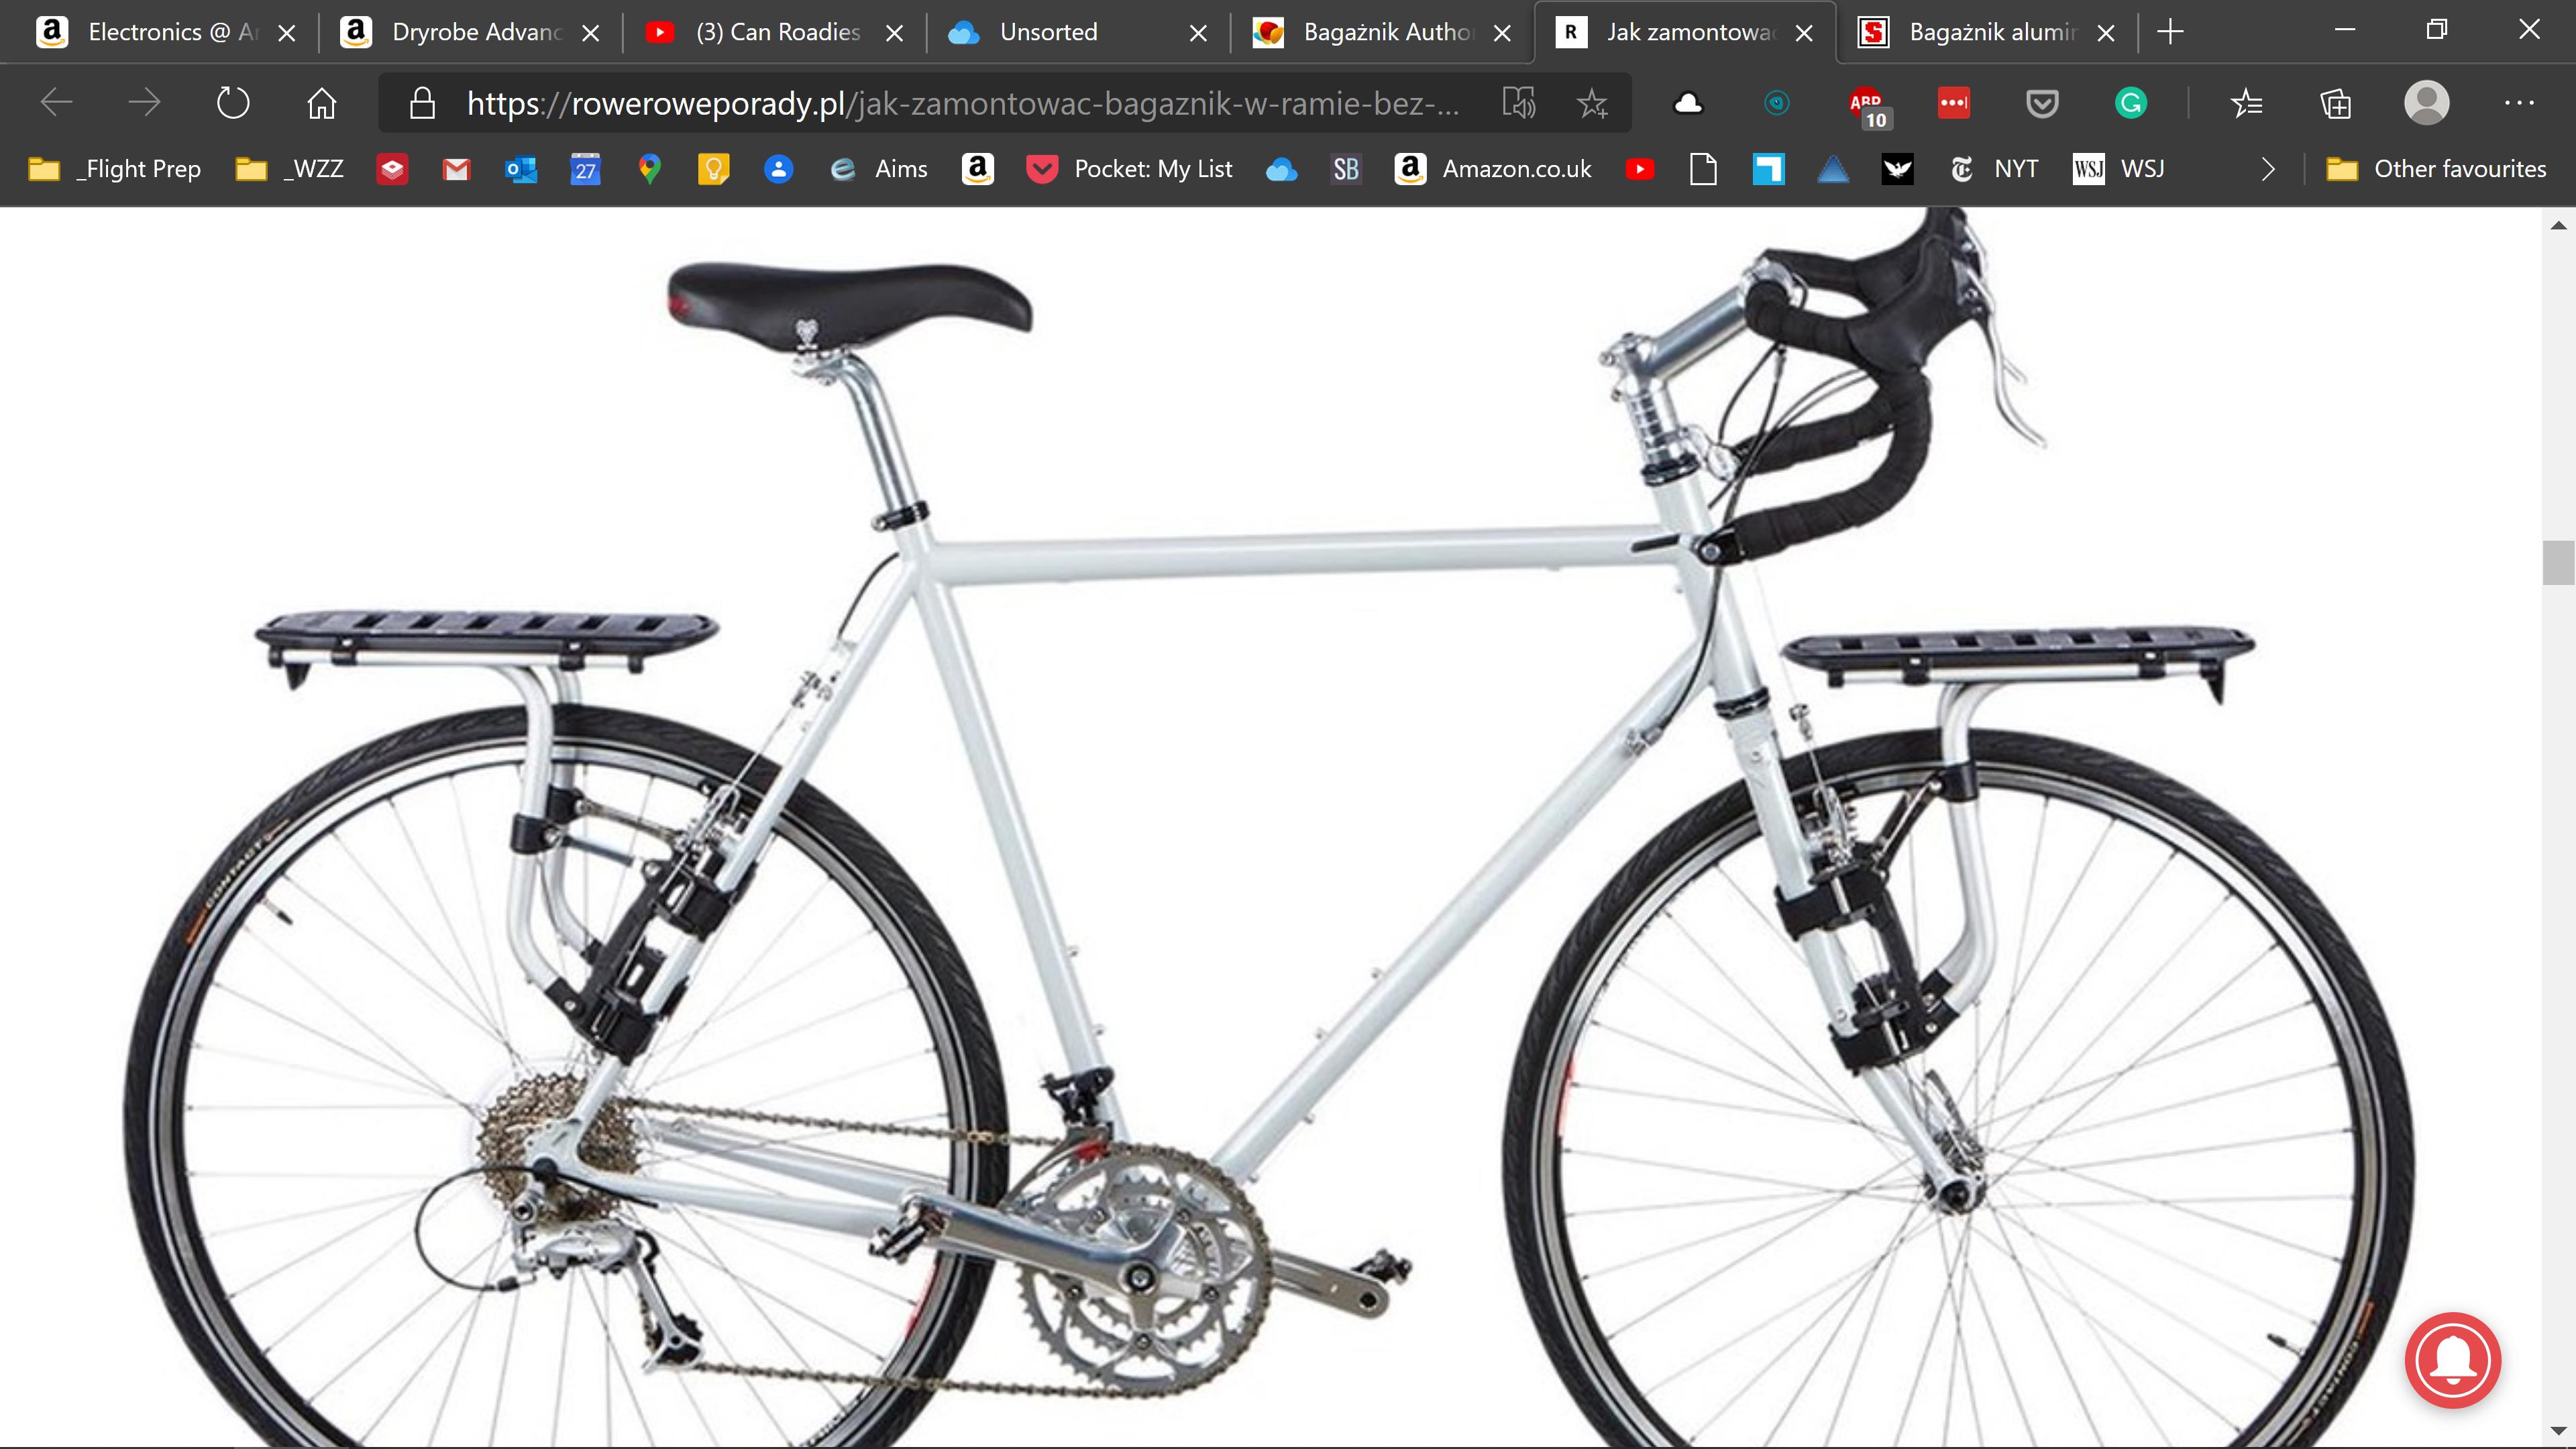 Electronics @ A
Dryrobe Advanc
(3) Can Roadies
Unsorted
Bagażnik Autho
Jak zamontowa
Bagażnik alumir
https://roweroweporady.pl/jak-zamontowac-bagaznik-w-ramie-bez-...
ABP
10
_Flight Prep
_WZZ
27
Aims
Pocket: My List
SB
Amazon.co.uk
NYT
WSJ
WSJ
Other favourites
CONTACT